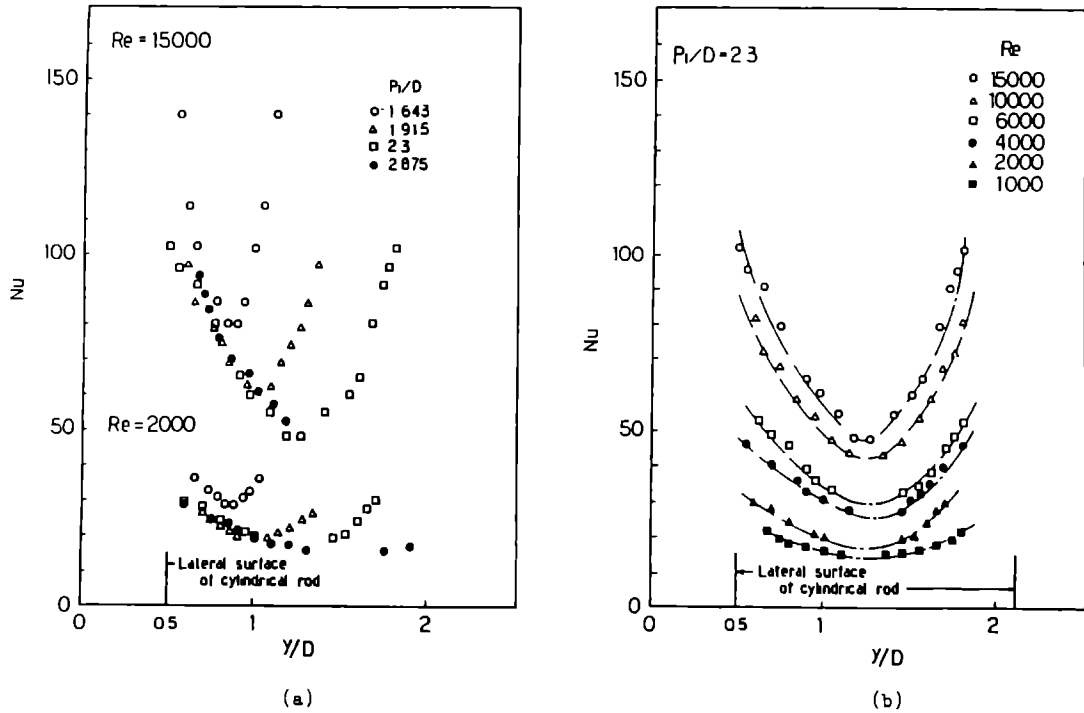 Re = 15000
P₁/D
1 643
1 915
2 3
2 875
Re = 2000
Lateral surface
of cylindrical rod
Nu
150
100
50
0
0
1
2
y/D
(a)
P₁/D = 2 3
Re
15000
10000
6000
4000
2000
1000
Lateral surface
of cylindrical rod
Nu
150
100
50
0
0
0 5
1
2
y/D
(b)